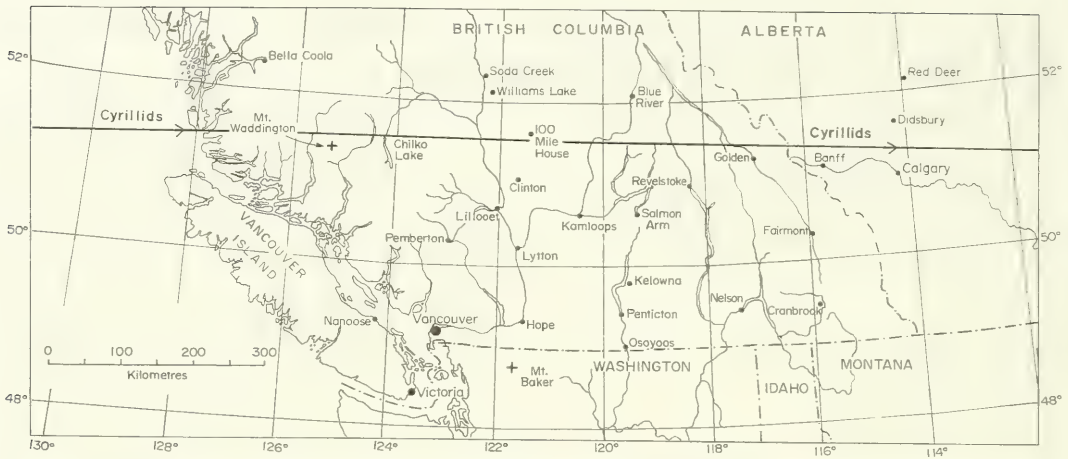 BRITISH COLUMBIA
ALBERTA
52°
Bella Coola
Soda Creek
Williams Lake
Blue
River
Red Deer
52°
Didsbury
Cyrillids
Mt.
Waddington
Chilko
Lake
100
Mile
House
Cyrillids
Golden
Banff
Calgary
Clinton
Revelstoke
Lillooet
Kamloops
Salmon
Arm
Fairmont
50°
VANCOUVER
ISLAND
Pemberton
Lytton
50°
Kelowna
Nelson
Cranbrook
Nanoose
Vancouver
Hope
Penticton
Osoyoos
0 100 200 300
Kilometres
Mt.
Baker
WASHINGTON
MONTANA
IDAHO
Victoria
48°
48°
130° 128° 126° 124° 122° 120° 118° 116° 114°